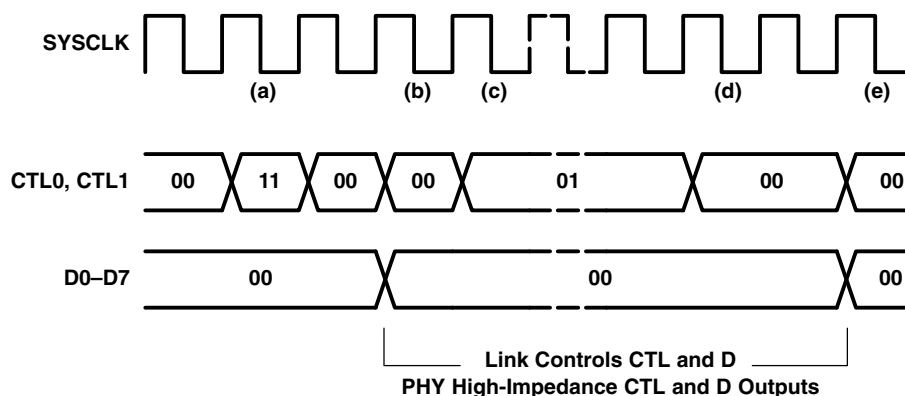 SYSCLK
(a) (b) (c) (d) (e)
CTL0, CTL1 00 11 00 00 01 00 00
D0–D7 00 00 00
Link Controls CTL and D
PHY High-Impedance CTL and D Outputs